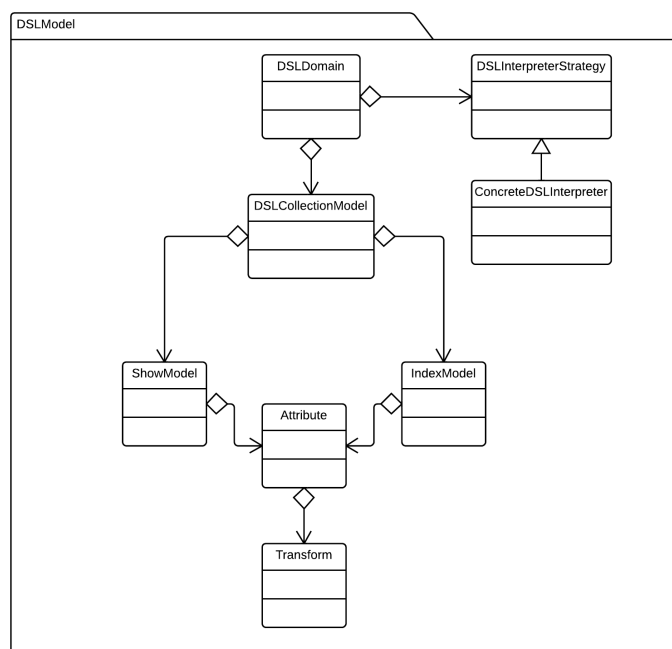 DSLModel
DSLDomain
DSLInterpreterStrategy
DSLCollectionModel
ConcreteDSLInterpreter
ShowModel
IndexModel
Attribute
Transform